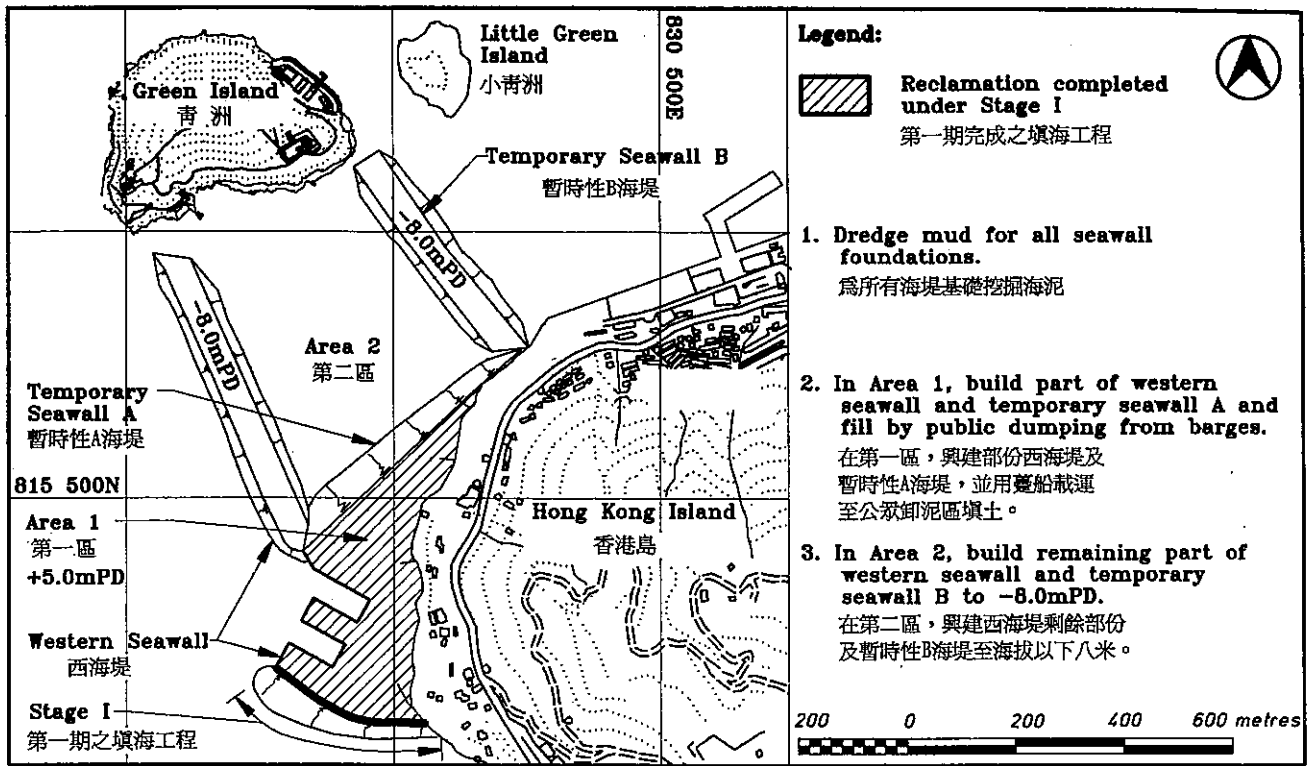 Green Island
青洲
Little Green
Island
小青洲
830 500E
Temporary Seawall B
暫時性B海堤
-8.0mPD
-8.0mPD
Area 2
第二區
Temporary
Seawall A
暫時性A海堤
815 500N
Area 1
第一區
+5.0mPD
Hong Kong Island
香港島
Western Seawall
西海堤
Stage I
第一期之填海工程
Legend:
Reclamation completed
under Stage I
第一期完成之填海工程
1. Dredge mud for all seawall
foundations.
爲所有海堤基礎挖掘海泥
2. In Area 1, build part of western
seawall and temporary seawall A and
fill by public dumping from barges.
在第一區，興建部份西海堤及
暫時性A海堤，並用躉船載運
至公眾卸泥區填土。
3. In Area 2, build remaining part of
western seawall and temporary
seawall B to -8.0mPD.
在第二區，興建西海堤剩餘部份
及暫時性B海堤至海拔以下八米。
200 0 200 400 600 metres